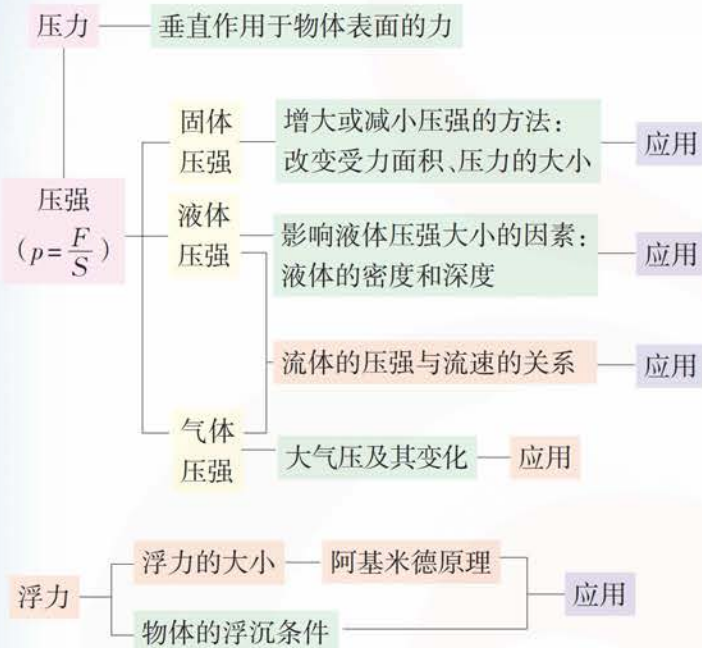 压力
垂直作用于物体表面的力
固体
压强
增大或减小压强的方法：
改变受力面积、压力的大小
应用
压强
（p=F/S）
液体
压强
影响液体压强大小的因素：
液体的密度和深度
应用
流体的压强与流速的关系
应用
气体
压强
大气压及其变化
应用
浮力
浮力的大小
阿基米德原理
物体的浮沉条件
应用